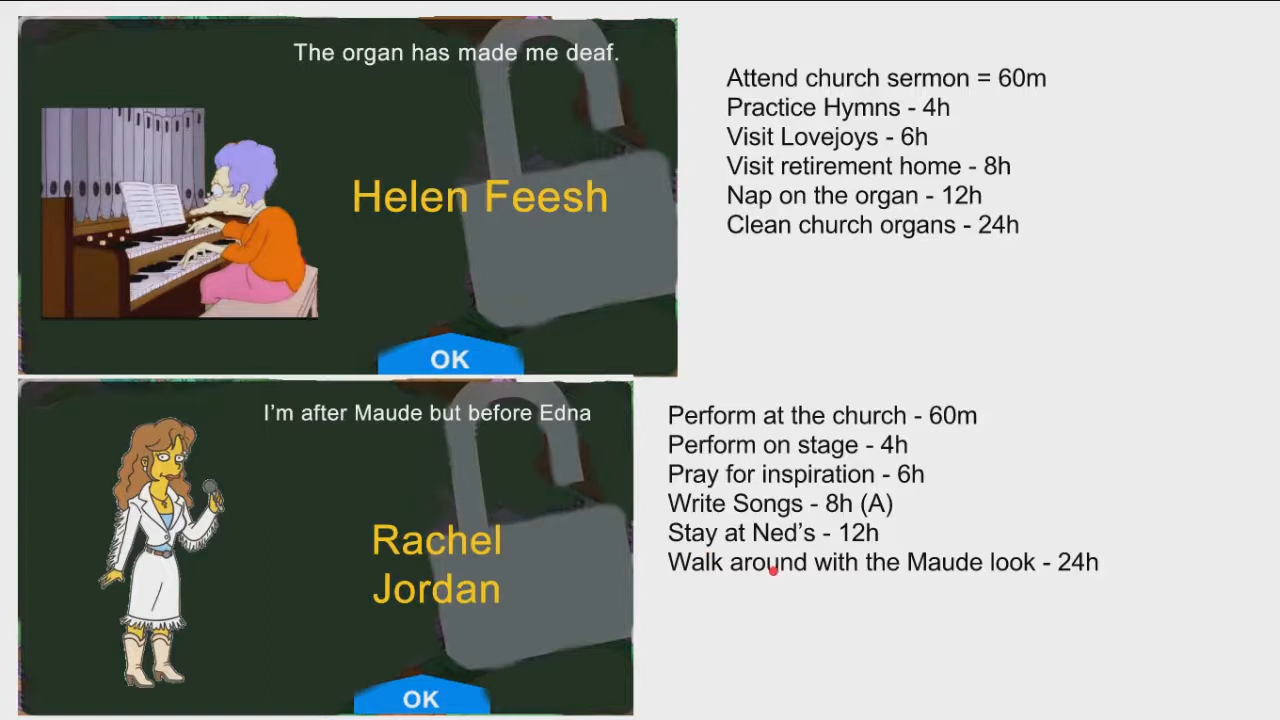 The organ has made me deaf.
Helen Feesh
OK
Attend church sermon = 60m
Practice Hymns - 4h
Visit Lovejoys - 6h
Visit retirement home - 8h
Nap on the organ - 12h
Clean church organs - 24h
I'm after Maude but before Edna
Rachel
Jordan
OK
Perform at the church - 60m
Perform on stage - 4h
Pray for inspiration - 6h
Write Songs - 8h (A)
Stay at Ned's - 12h
Walk around with the Maude look - 24h